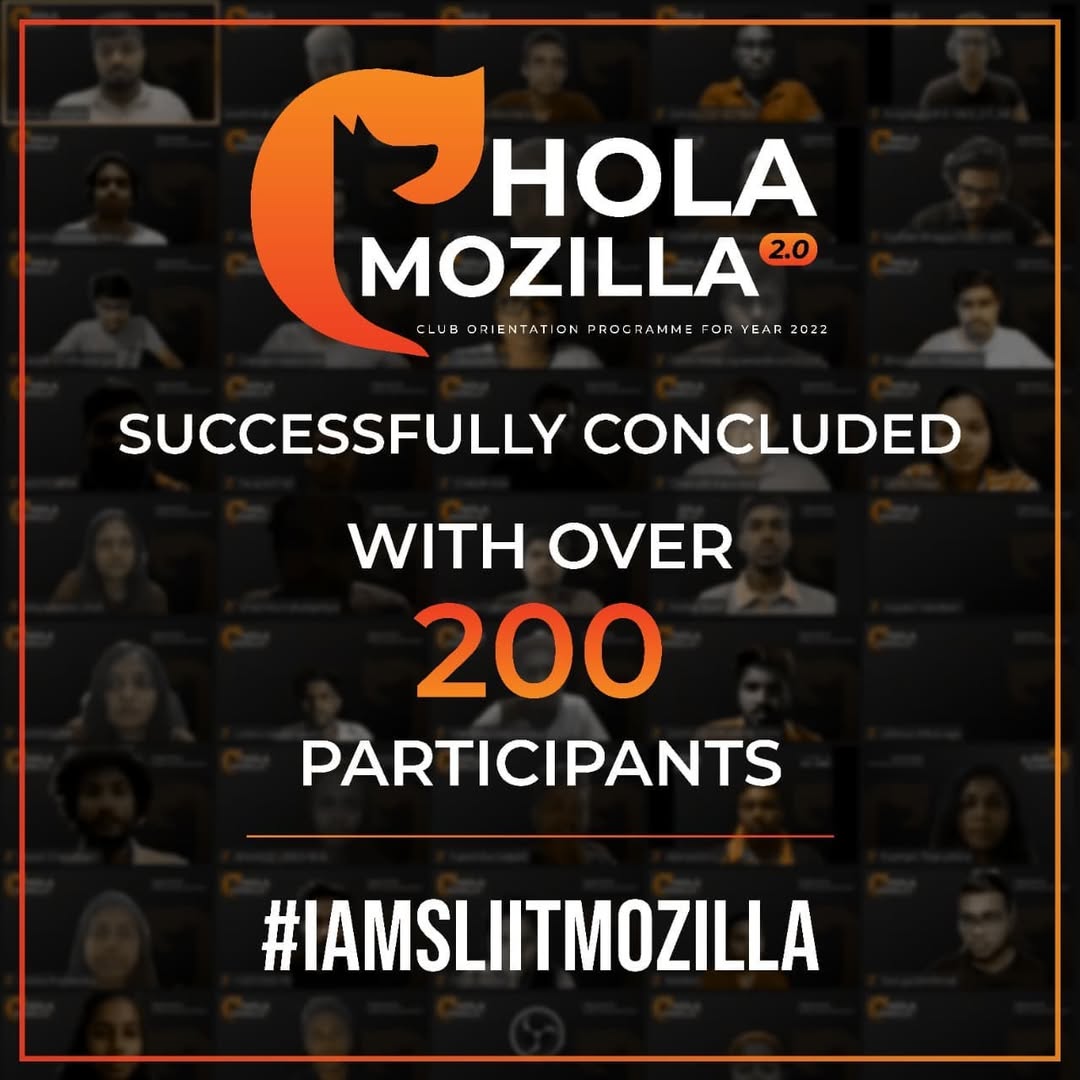 HOLA
MOZILLA 2.0
CLUB ORIENTATION PROGRAMME FOR YEAR 2022
SUCCESSFULLY CONCLUDED
WITH OVER
200
PARTICIPANTS
#IAMSLIITMOZILLA